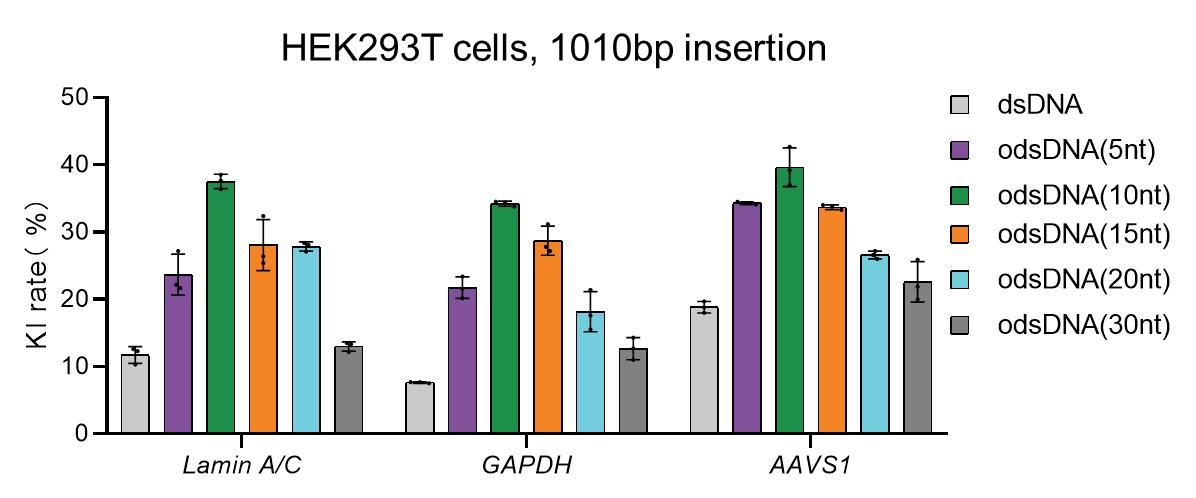 HEK293T cells, 1010bp insertion
KI rate( %)
50
40
30
20
10
0
Lamin A/C
GAPDH
AAVS1
dsDNA
odsDNA(5nt)
odsDNA(10nt)
odsDNA(15nt)
odsDNA(20nt)
odsDNA(30nt)